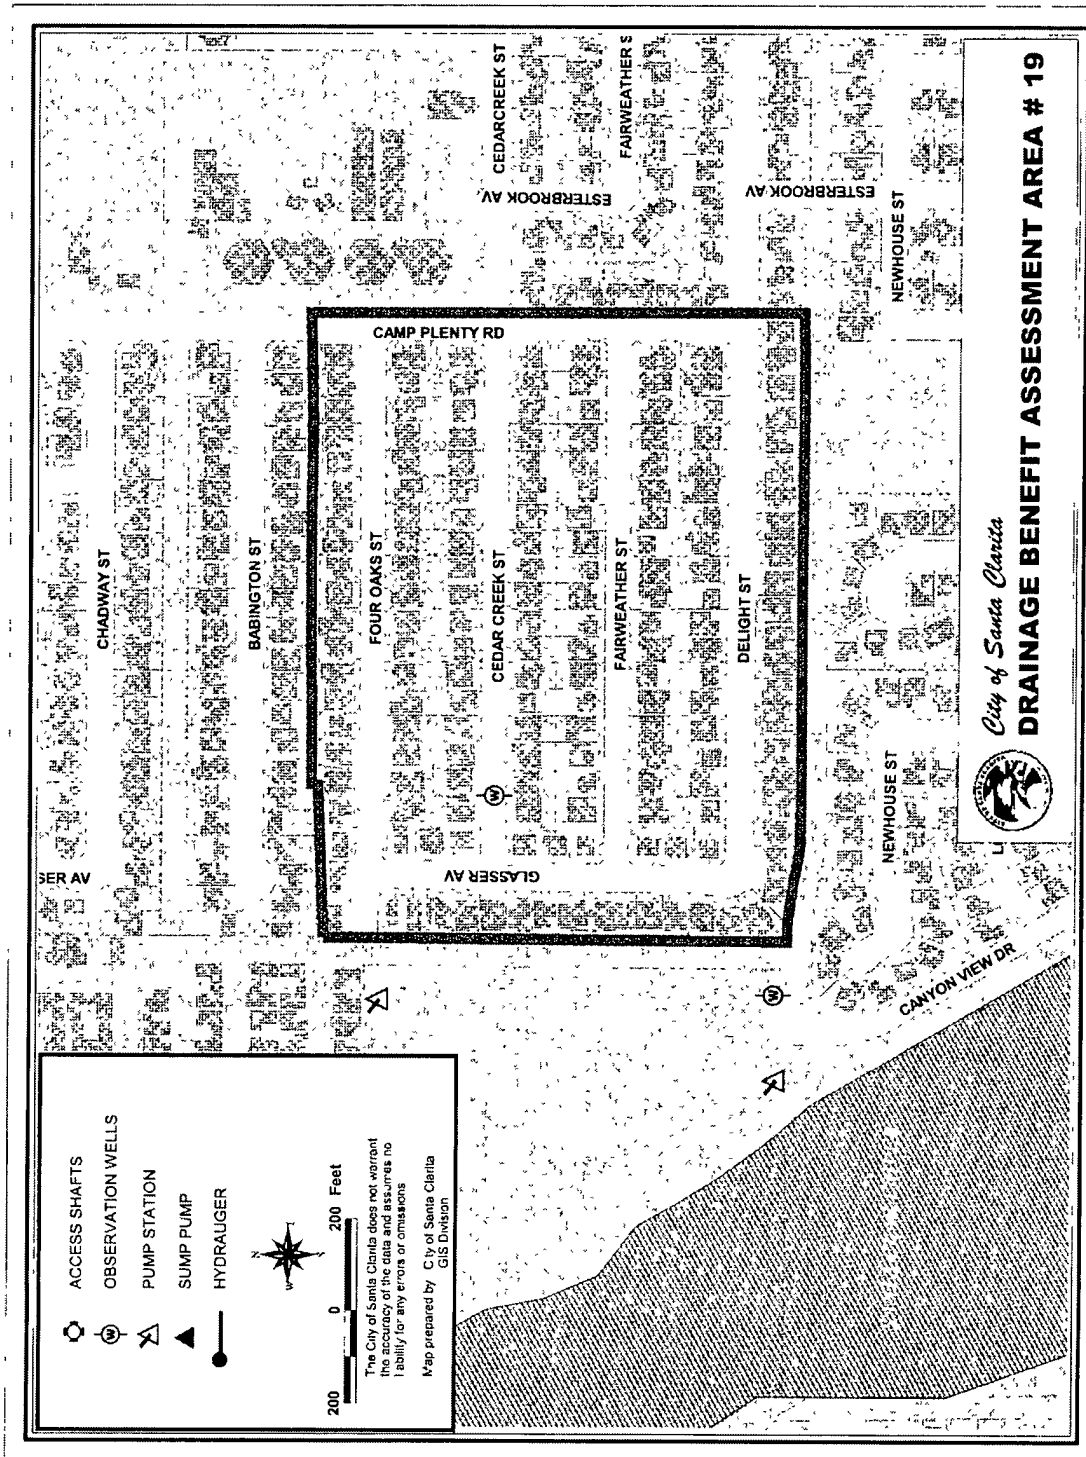 ACCESS SHAFTS
OBSERVATION WELLS
PUMP STATION
SUMP PUMP
HYDRAUGER
N
W
S
200 0 200 Feet
The City of Santa Clarita does not warrant
the accuracy of the data and assumes no
liability for any errors or omissions
Map prepared by City of Santa Clarita
GIS Division
SER AV
CHADWAY ST
BABINGTON ST
FOUR OAKS ST
CAMP PLENTY RD
CEDAR CREEK ST
CEDARCREEK ST
ESTERBROOK AV
FAIRWEATHER S
FAIRWEATHER ST
GLASSER AV
W
DELIGHT ST
ESTERBROOK AV
W
NEWHOUSE ST
NEWHOUSE ST
CANYON VIEW DR
City of Santa Clarita
DRAINAGE BENEFIT ASSESSMENT AREA # 19